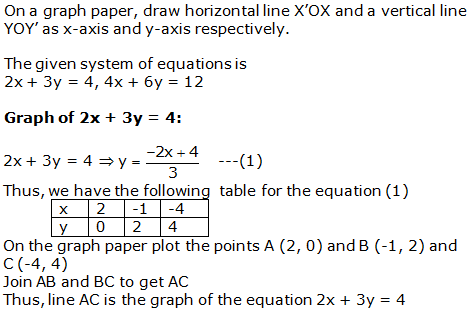 On a graph paper, draw horizontal line X'OX and a vertical line
YOY' as x-axis and y-axis respectively.
The given system of equations is
2x + 3y = 4, 4x + 6y = 12
Graph of 2x + 3y = 4:
2x + 3y = 4 ⇒ y = (-2x + 4)/3 ---(1)
Thus, we have the following table for the equation (1)
x 2 -1 -4
y 0 2 4
On the graph paper plot the points A (2, 0) and B (-1, 2) and
C (-4, 4)
Join AB and BC to get AC
Thus, line AC is the graph of the equation 2x + 3y = 4